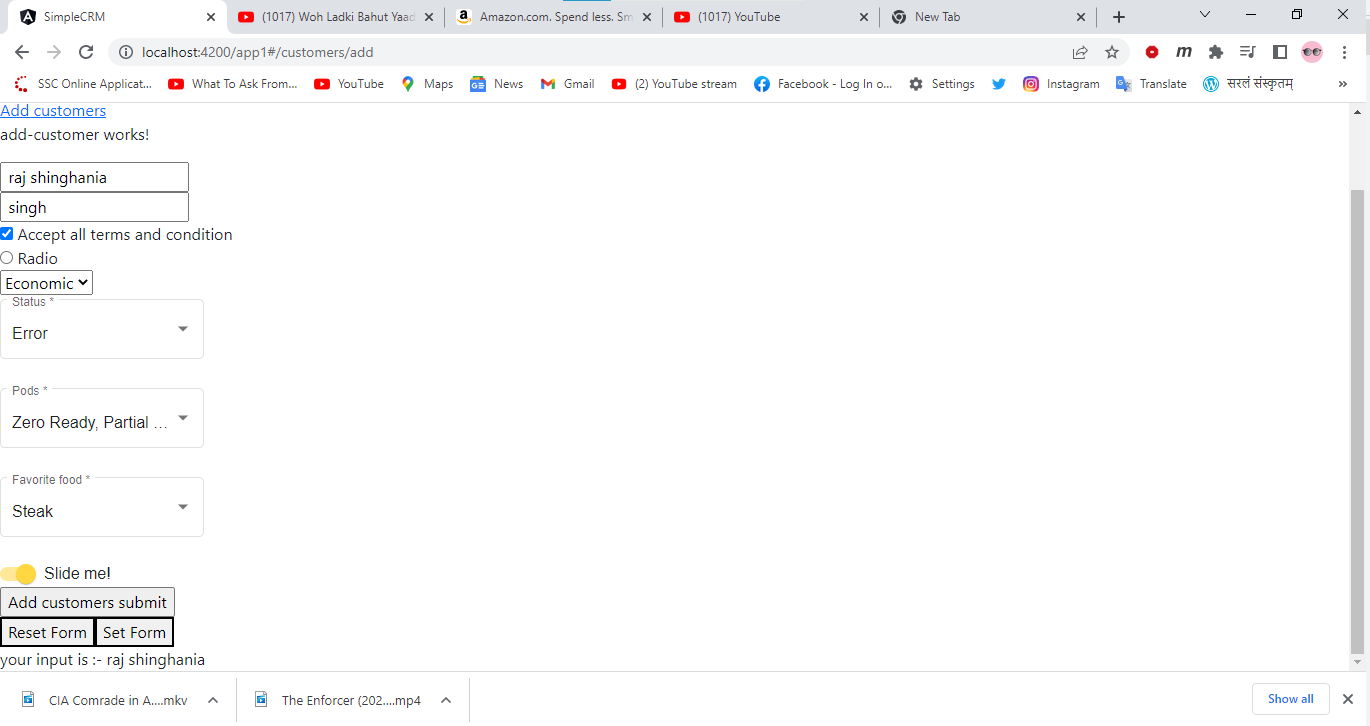 SimpleCRM
(1017) Woh Ladki Bahut Yaad
Amazon.com. Spend less. Sm
(1017) YouTube
New Tab
localhost:4200/app1#/customers/add
SSC Online Applicat...
What To Ask From...
YouTube
Maps
News
Gmail
(2) YouTube stream
Facebook - Log In o...
Settings
Instagram
Translate
सरलं संस्कृतम्
»
Add customers
add-customer works!
raj shinghania
singh
Accept all terms and condition
Radio
Economic
Status *
Error
Pods *
Zero Ready, Partial ...
Favorite food *
Steak
Slide me!
Add customers submit
Reset Form Set Form
your input is :- raj shinghania
CIA Comrade in A....mkv
The Enforcer (202....mp4
Show all